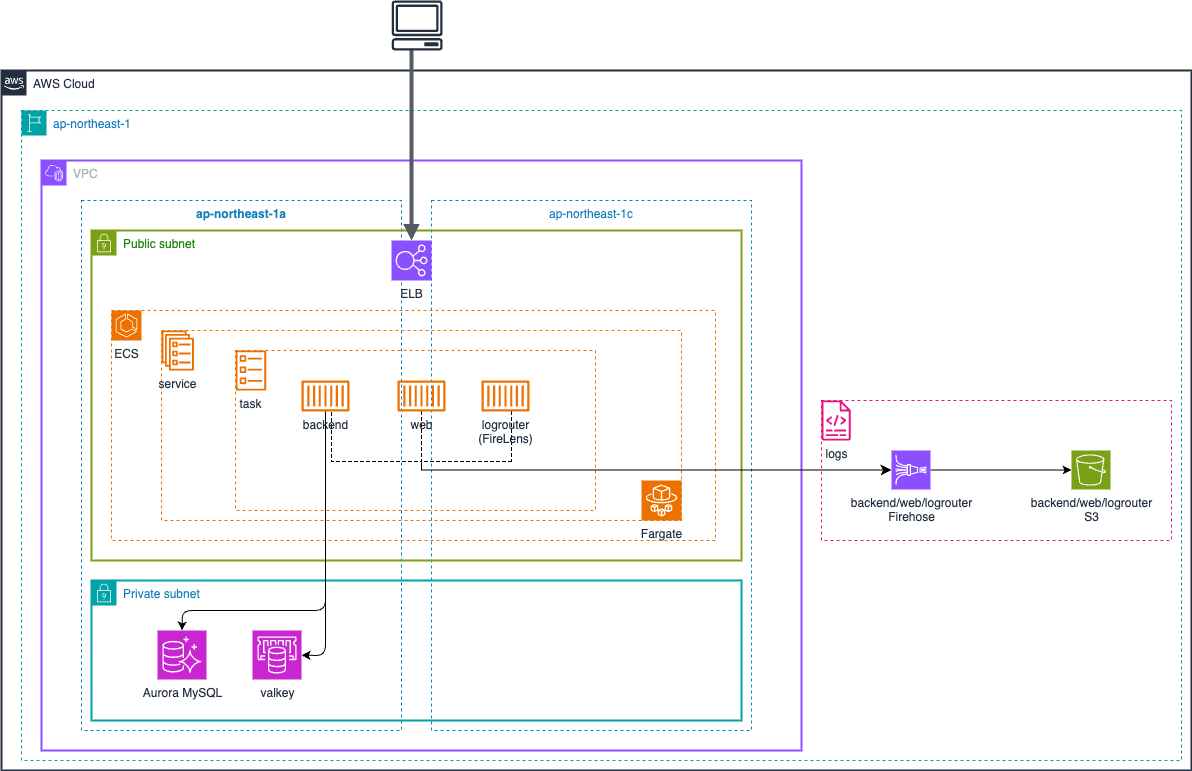 aws
AWS Cloud
ap-northeast-1
VPC
ap-northeast-1a
ap-northeast-1c
Public subnet
ELB
ECS
service
task
backend
web
logrouter
(FireLens)
Fargate
logs
backend/web/logrouter
Firehose
backend/web/logrouter
S3
Private subnet
Aurora MySQL
valkey